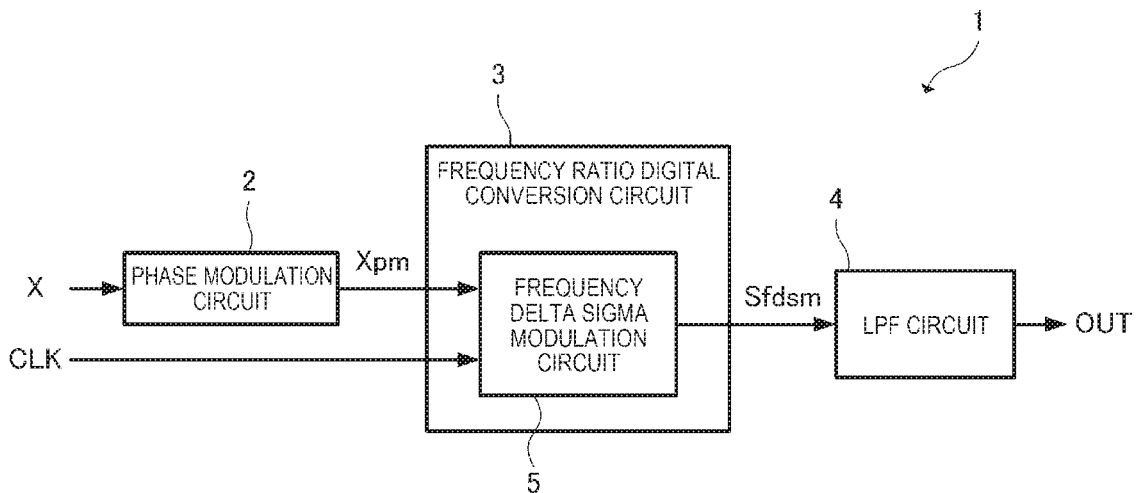 1
3
FREQUENCY RATIO DIGITAL
CONVERSION CIRCUIT
2
4
X
PHASE MODULATION
CIRCUIT
Xpm
FREQUENCY
DELTA SIGMA
MODULATION
CIRCUIT
Sfdsm
LPF CIRCUIT
OUT
CLK
5